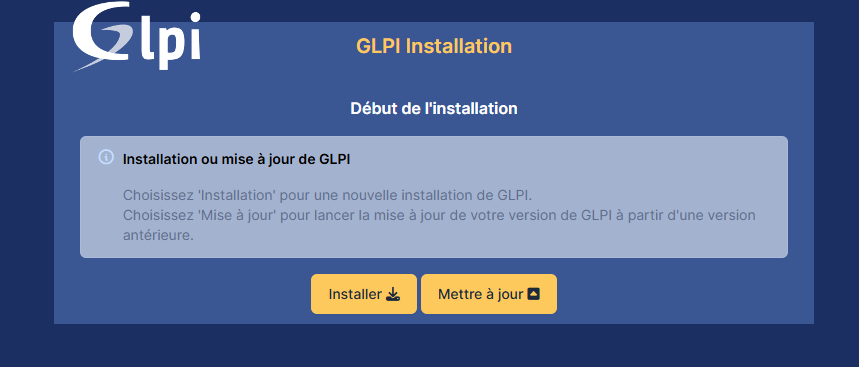 Glpi
GLPI Installation
Début de l'installation
Installation ou mise à jour de GLPI
Choisissez 'Installation' pour une nouvelle installation de GLPI.
Choisissez 'Mise à jour' pour lancer la mise à jour de votre version de GLPI à partir d'une version
antérieure.
Installer
Mettre à jour